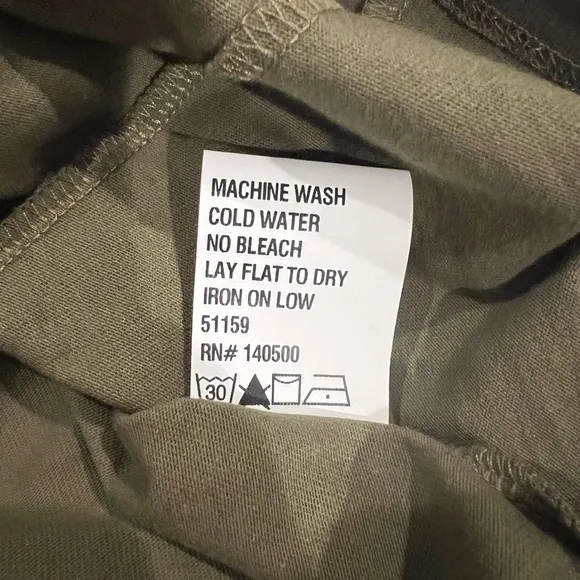 MACHINE WASH
COLD WATER
NO BLEACH
LAY FLAT TO DRY
IRON ON LOW
51159
RN# 140500
30